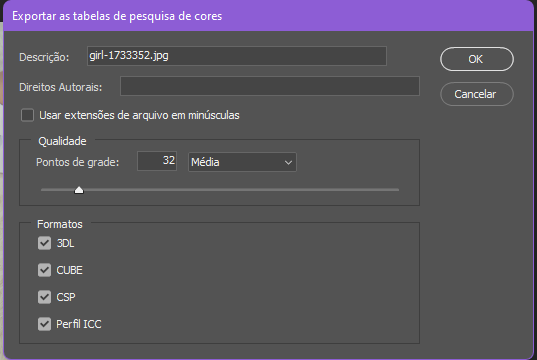 Exportar as tabelas de pesquisa de cores
Descrição: girl-1733352.jpg
OK
Direitos Autorais:
Cancelar
Usar extensões de arquivo em minúsculas
Qualidade
Pontos de grade: 32 Média
Formatos
3DL
CUBE
CSP
Perfil ICC